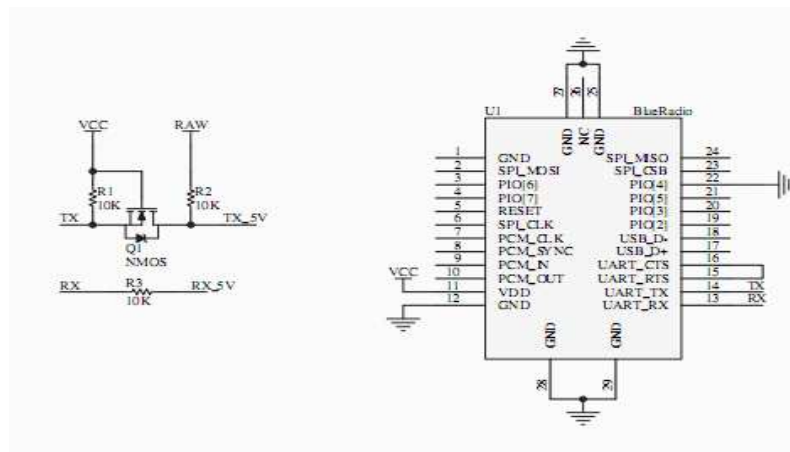 VCC
RAW
R1
10K
R2
10K
TX
TX_5V
Q1
NMOS
RX
R3
RX_5V
10K
27
26
25
U1
BlueRadio
GND
NC
GND
1
GND
SPI_MISO
24
2
SPI_MOSI
SPI_CSB
23
3
PIO[6]
PIO[4]
22
4
PIO[7]
PIO[5]
21
5
RESET
PIO[3]
20
6
SPI_CLK
PIO[2]
19
7
PCM_CLK
USB_D-
18
8
PCM_SYNC
USB_D+
17
9
PCM_IN
UART_CTS
16
VCC
10
PCM_OUT
UART_RTS
15
11
VDD
UART_TX
14
TX
12
GND
UART_RX
13
RX
GND
GND
28
29